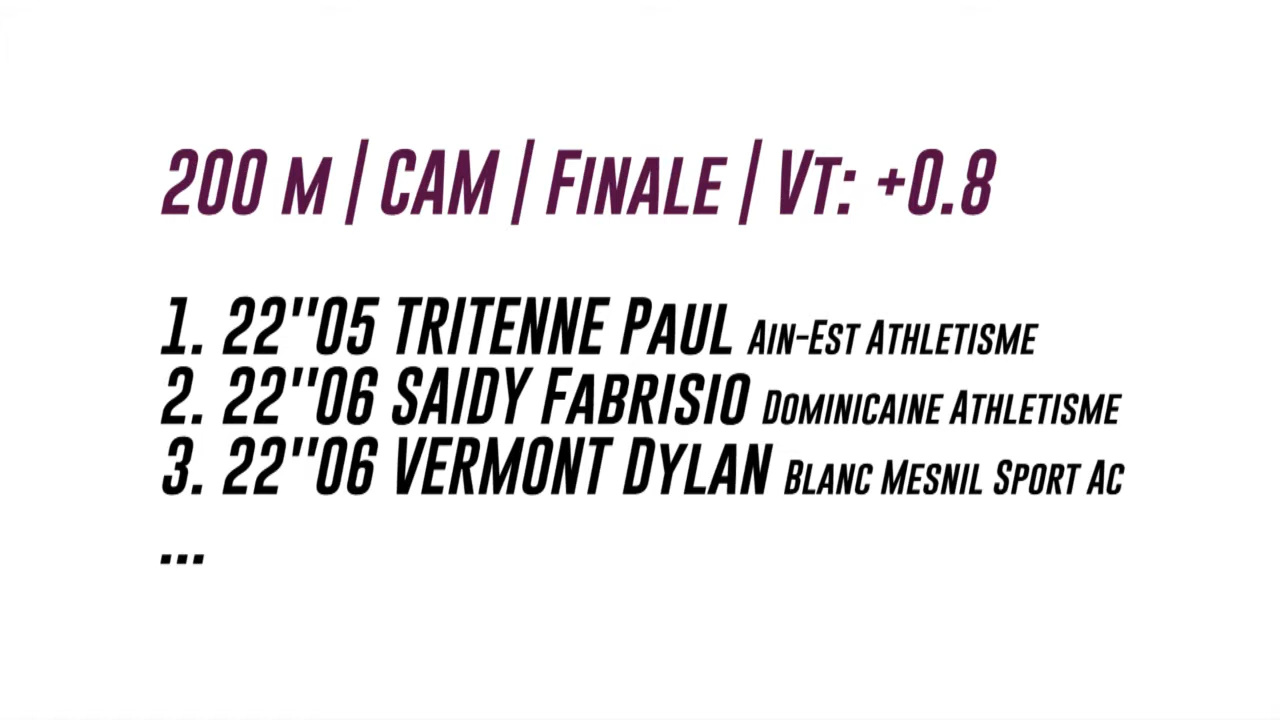 200 m | CAM | Finale | Vt: +0.8
1. 22''05 TRITENNE Paul Ain-Est Athletisme
2. 22''06 SAIDY Fabrisio Dominicaine Athletisme
3. 22''06 VERMONT Dylan Blanc Mesnil Sport Ac
...